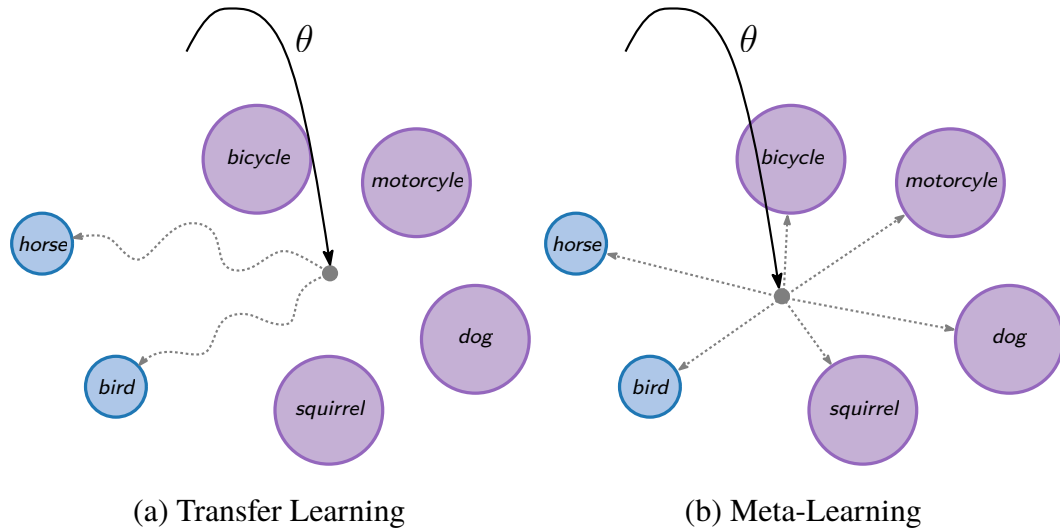 θ
bicycle
motorcyle
horse
dog
bird
squirrel
(a) Transfer Learning
θ
bicycle
motorcyle
horse
dog
bird
squirrel
(b) Meta-Learning